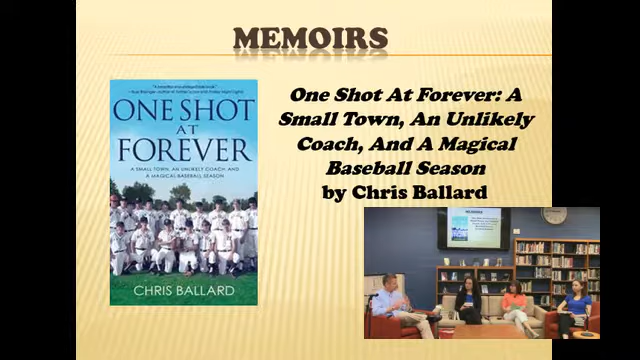 MEMOIRS
One Shot At Forever: A
Small Town, An Unlikely
Coach, And A Magical
Baseball Season
by Chris Ballard
ONE SHOT
AT
FOREVER
A SMALL TOWN, AN UNLIKELY COACH, AND
A MAGICAL BASEBALL SEASON
CHRIS BALLARD
MEMOIRS